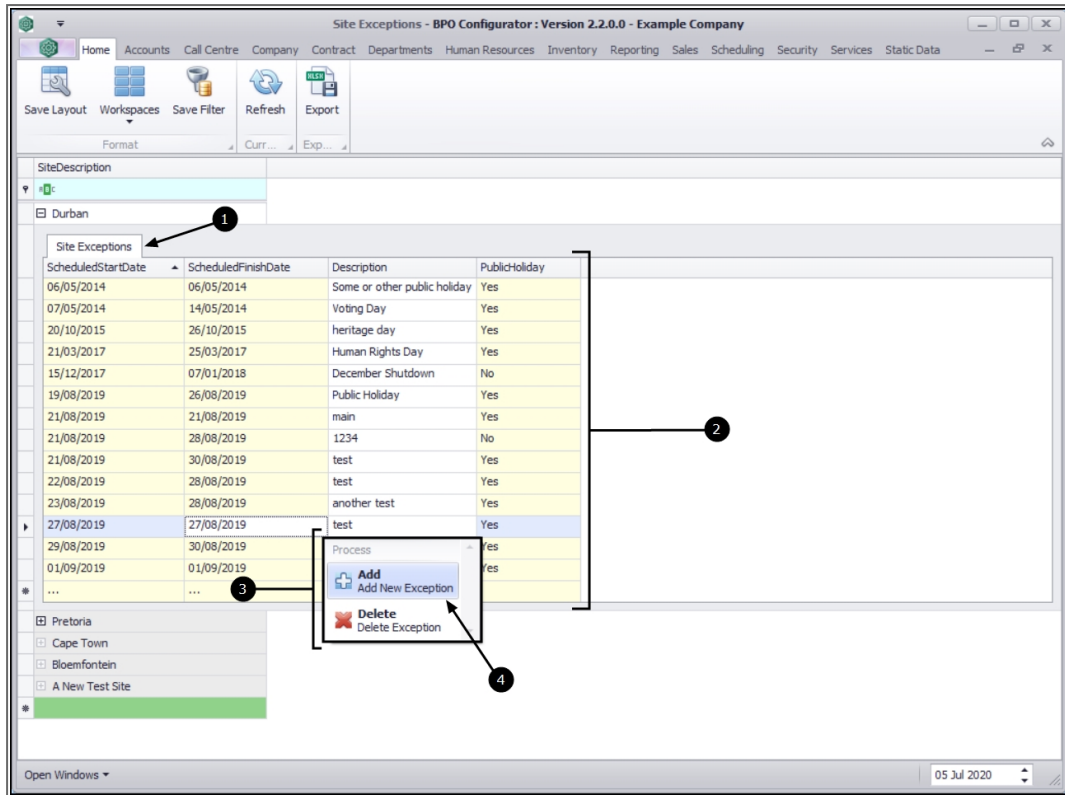 Site Exceptions - BPO Configurator : Version 2.2.0.0 - Example Company
Home Accounts Call Centre Company Contract Departments Human Resources Inventory Reporting Sales Scheduling Security Services Static Data
Save Layout Workspaces Save Filter Refresh Export
Format Curr... Exp...
SiteDescription
Durban
1
Site Exceptions
ScheduledStartDate ScheduledFinishDate Description PublicHoliday
06/05/2014 06/05/2014 Some or other public holiday Yes
07/05/2014 14/05/2014 Voting Day Yes
20/10/2015 26/10/2015 heritage day Yes
21/03/2017 25/03/2017 Human Rights Day Yes
15/12/2017 07/01/2018 December Shutdown No
19/08/2019 26/08/2019 Public Holiday Yes
21/08/2019 21/08/2019 main Yes
2
21/08/2019 28/08/2019 1234 No
21/08/2019 30/08/2019 test Yes
22/08/2019 28/08/2019 test Yes
23/08/2019 28/08/2019 another test Yes
27/08/2019 27/08/2019 test Yes
29/08/2019 30/08/2019 Yes
01/09/2019 01/09/2019 Yes
... ...
3
Process
Add
Add New Exception
Delete
Delete Exception
4
Pretoria
Cape Town
Bloemfontein
A New Test Site
Open Windows 05 Jul 2020